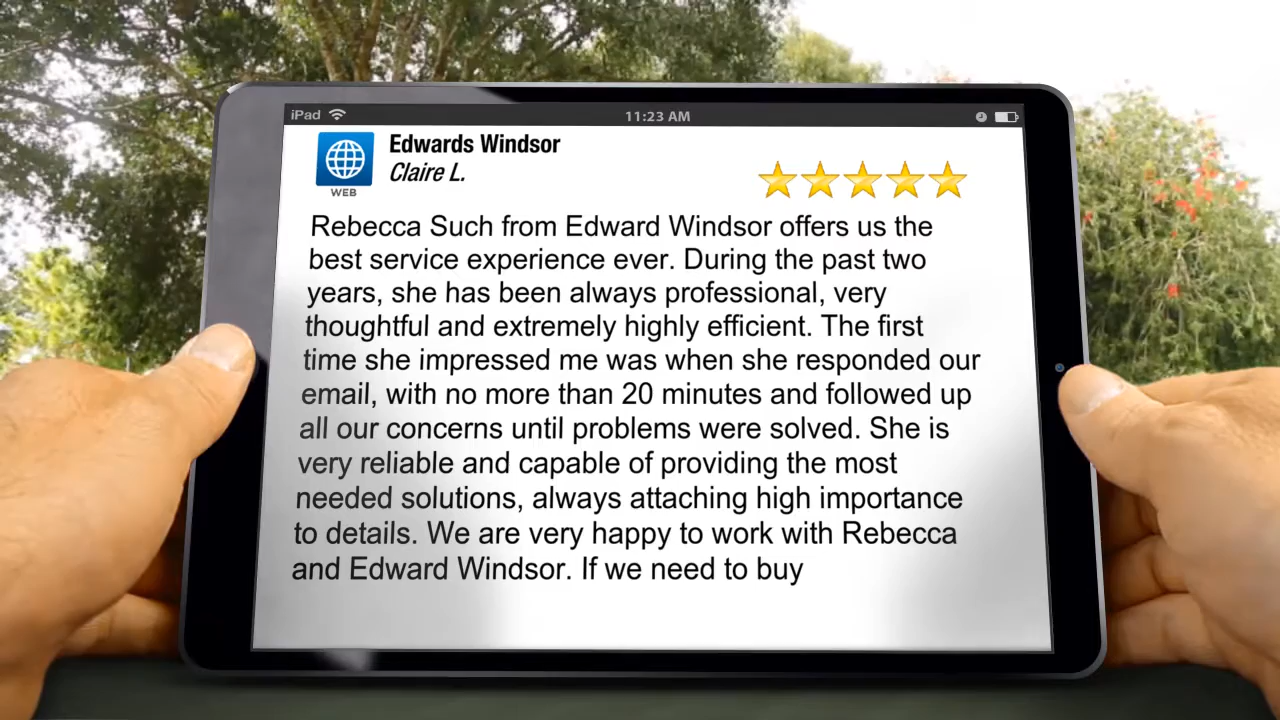 iPad 11:23 AM
Edwards Windsor
Claire L.
WEB
Rebecca Such from Edward Windsor offers us the
best service experience ever. During the past two
years, she has been always professional, very
thoughtful and extremely highly efficient. The first
time she impressed me was when she responded our
email, with no more than 20 minutes and followed up
all our concerns until problems were solved. She is
very reliable and capable of providing the most
needed solutions, always attaching high importance
to details. We are very happy to work with Rebecca
and Edward Windsor. If we need to buy